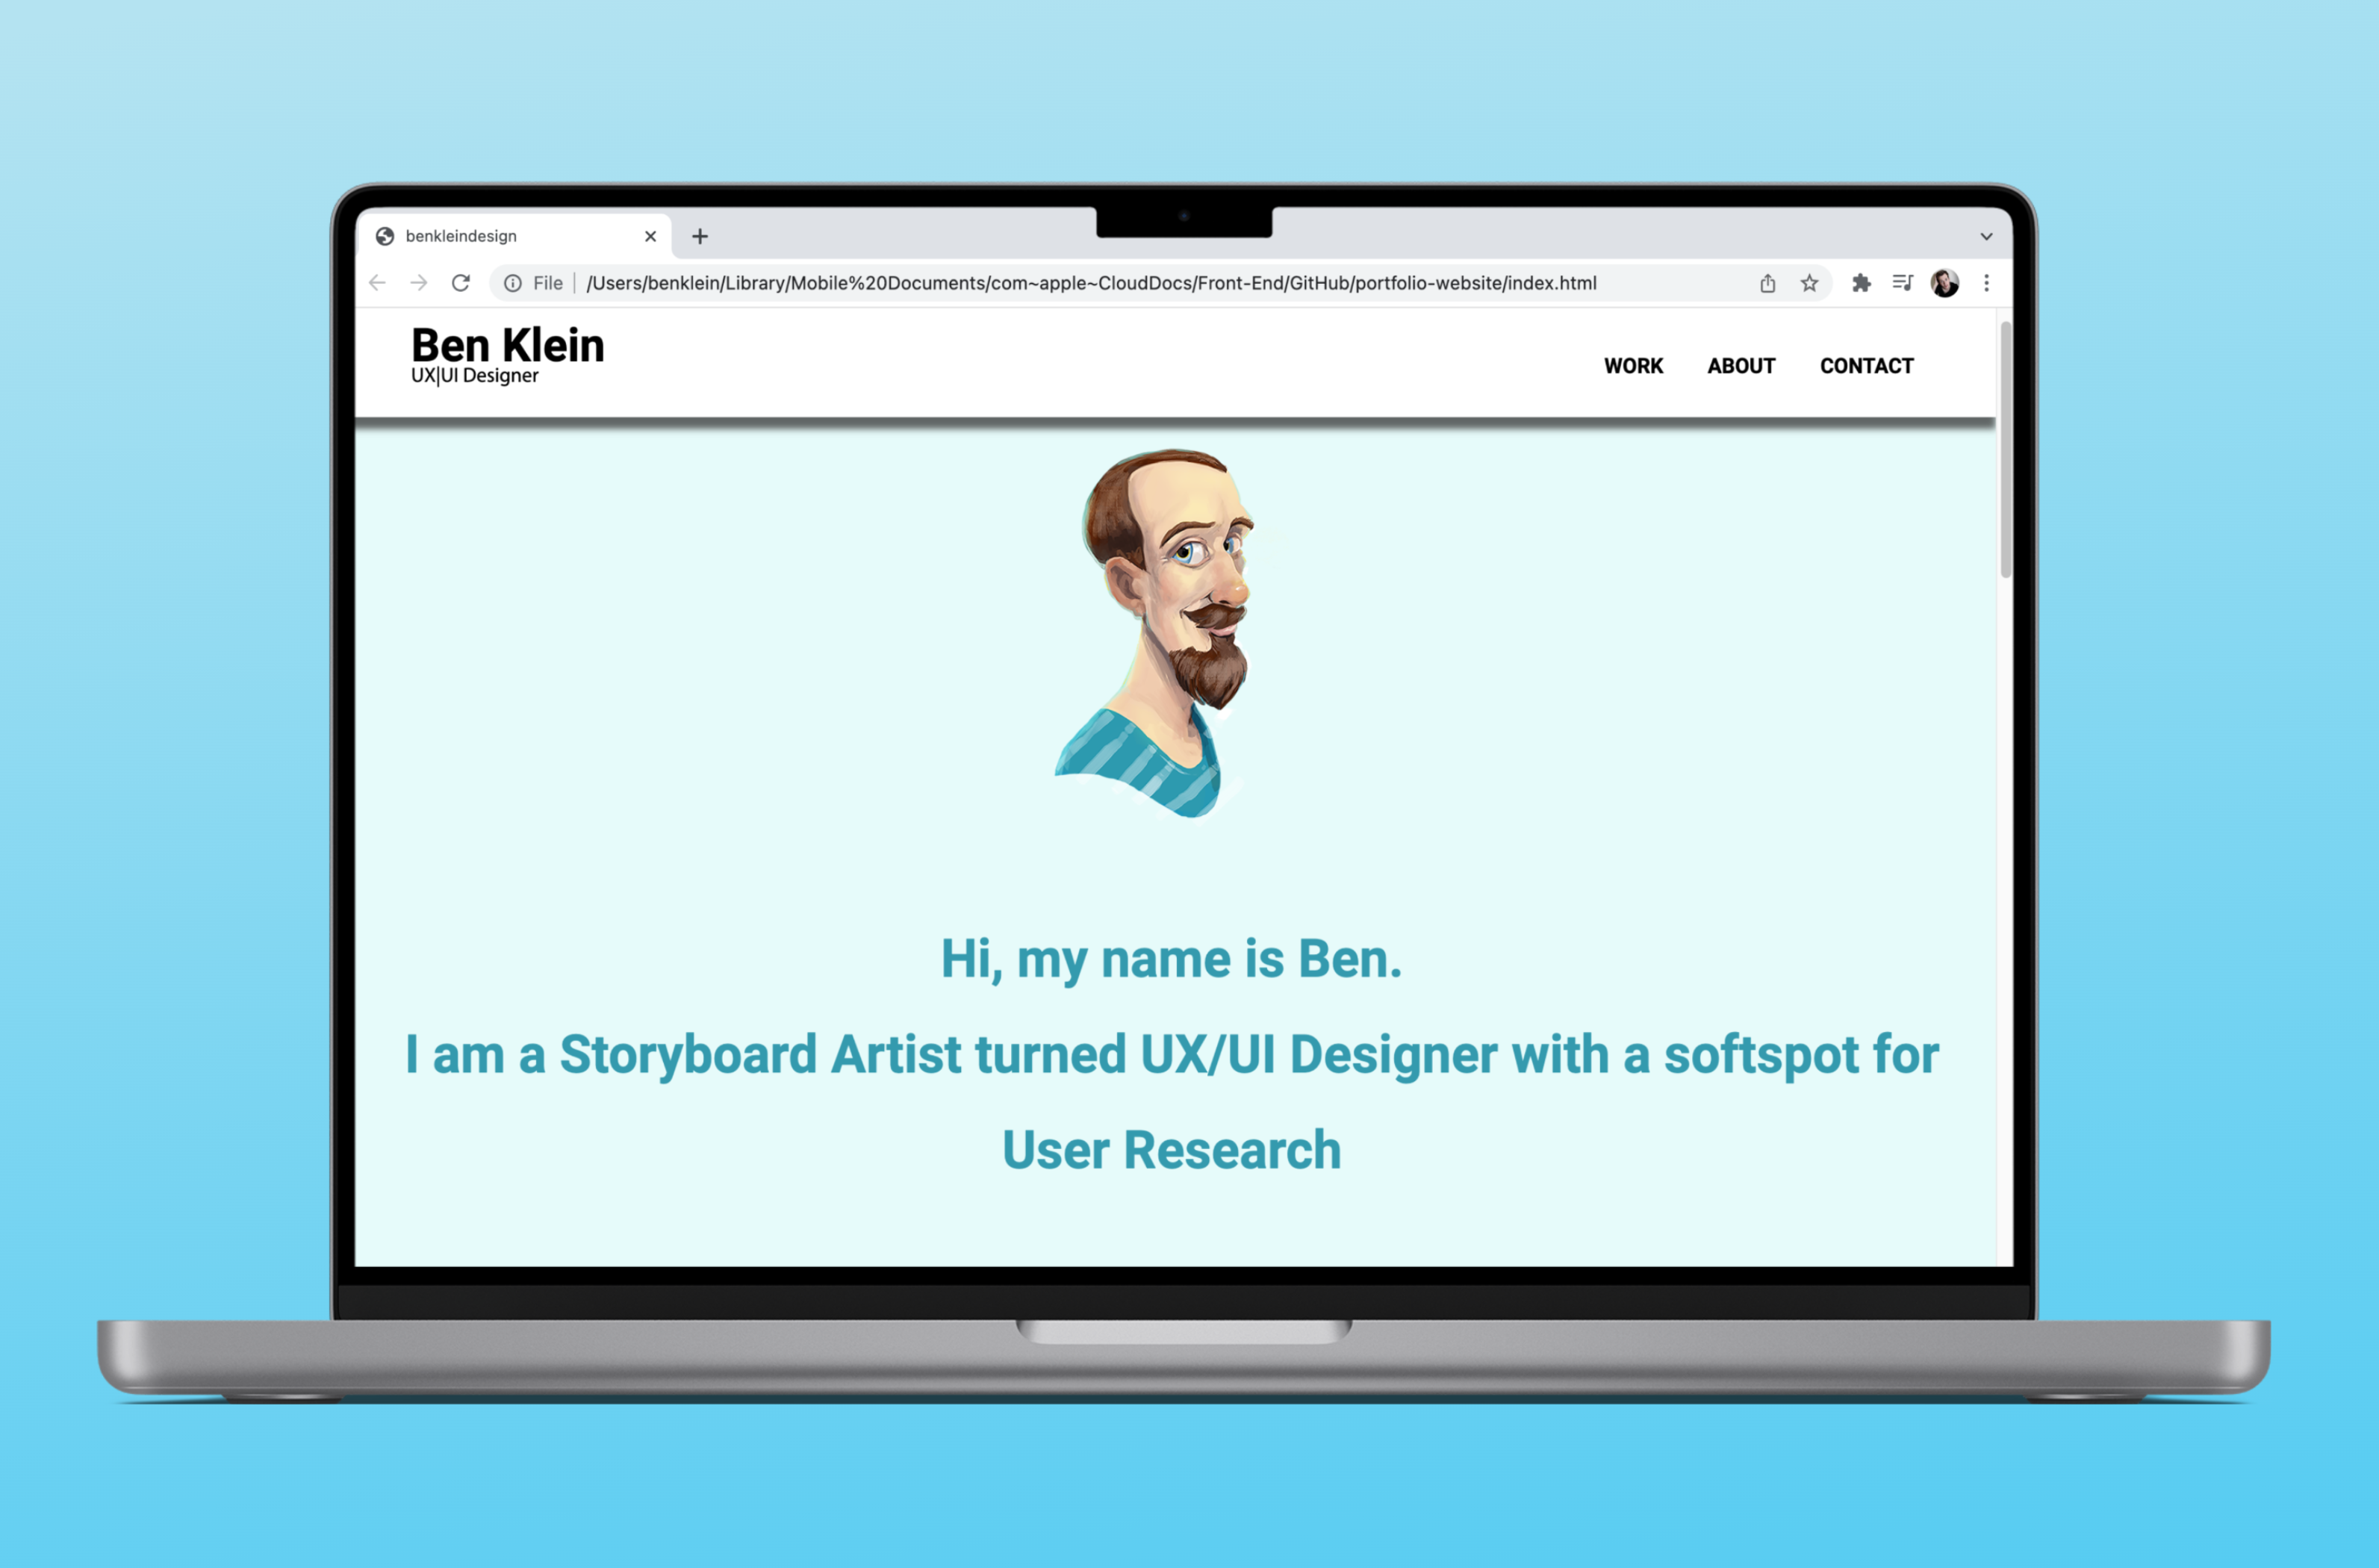 benkleindesign
File | /Users/benklein/Library/Mobile%20Documents/com~apple~CloudDocs/Front-End/GitHub/portfolio-website/index.html
Ben Klein
UX|UI Designer
WORK ABOUT CONTACT
Hi, my name is Ben.
I am a Storyboard Artist turned UX/UI Designer with a softspot for
User Research